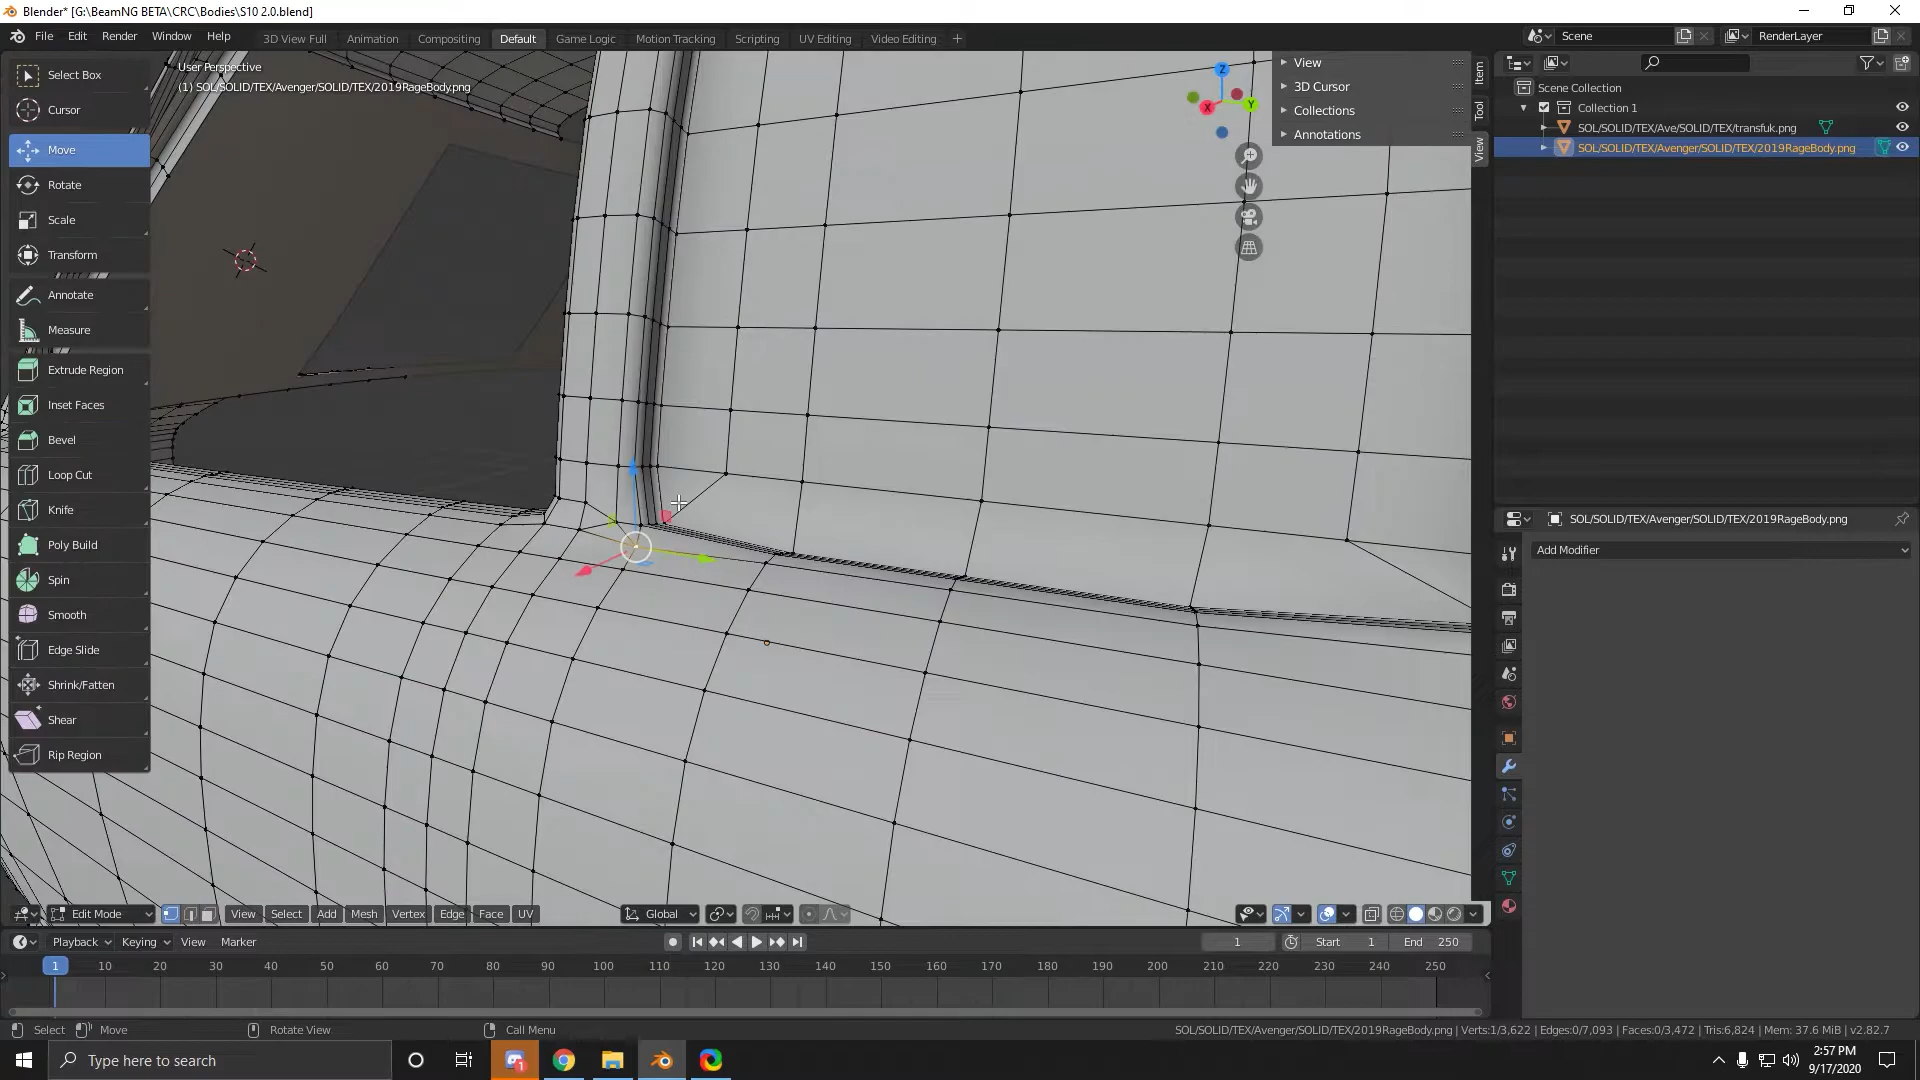 Blender* [G:\BeamNG BETA\CRC\Bodies\S10 2.0.blend]
File Edit Render Window Help 3D View Full Animation Compositing Default Game Logic Motion Tracking Scripting UV Editing Video Editing Scene RenderLayer
User Perspective
(1) SOL/SOLID/TEX/Avenger/SOLID/TEX/2019RageBody.png
Select Box
Cursor
Move
Rotate
Scale
Transform
Annotate
Measure
Extrude Region
Inset Faces
Bevel
Loop Cut
Knife
Poly Build
Spin
Smooth
Edge Slide
Shrink/Fatten
Shear
Rip Region
Z
Y
X
View
3D Cursor
Collections
Annotations
Item
Tool
View
Scene Collection
Collection 1
SOL/SOLID/TEX/Ave/SOLID/TEX/transfuk.png
SOL/SOLID/TEX/Avenger/SOLID/TEX/2019RageBody.png
SOL/SOLID/TEX/Avenger/SOLID/TEX/2019RageBody.png
Add Modifier
Edit Mode View Select Add Mesh Vertex Edge Face UV Global
Playback Keying View Marker 1 Start 1 End 250
1 10 20 30 40 50 60 70 80 90 100 110 120 130 140 150 160 170 180 190 200 210 220 230 240 250
Select Move Rotate View Call Menu SOL/SOLID/TEX/Avenger/SOLID/TEX/2019RageBody.png | Verts:1/3,622 | Edges:0/7,093 | Faces:0/3,472 | Tris:6,824 | Mem: 37.6 MiB | v2.82.7
Type here to search
1
2:57 PM
9/17/2020